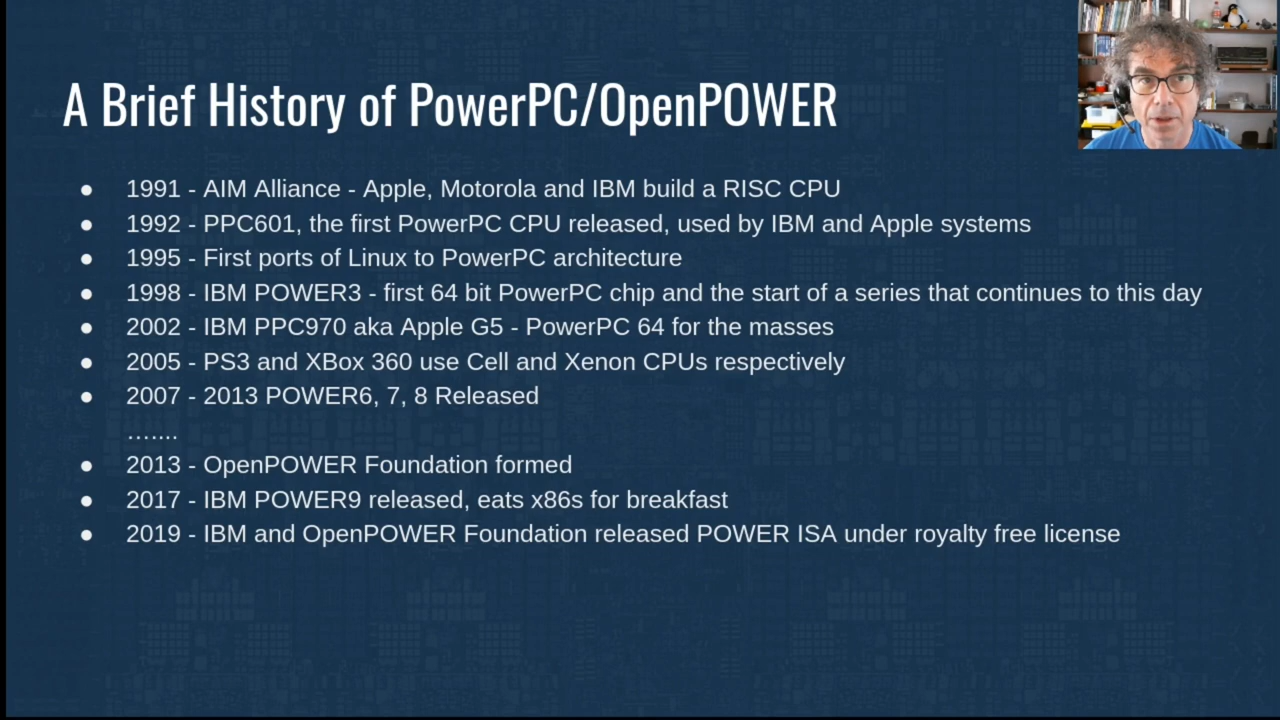 A Brief History of PowerPC/OpenPOWER
● 1991 - AIM Alliance - Apple, Motorola and IBM build a RISC CPU
● 1992 - PPC601, the first PowerPC CPU released, used by IBM and Apple systems
● 1995 - First ports of Linux to PowerPC architecture
● 1998 - IBM POWER3 - first 64 bit PowerPC chip and the start of a series that continues to this day
● 2002 - IBM PPC970 aka Apple G5 - PowerPC 64 for the masses
● 2005 - PS3 and XBox 360 use Cell and Xenon CPUs respectively
● 2007 - 2013 POWER6, 7, 8 Released
…....
● 2013 - OpenPOWER Foundation formed
● 2017 - IBM POWER9 released, eats x86s for breakfast
● 2019 - IBM and OpenPOWER Foundation released POWER ISA under royalty free license